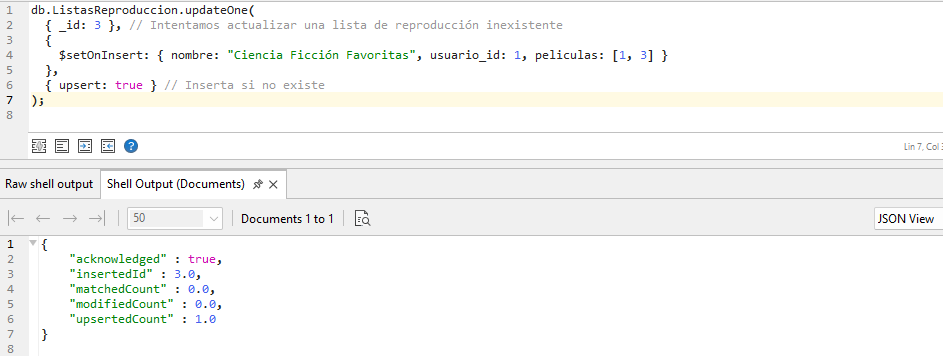 1 db.ListasReproduccion.updateOne(
2 { _id: 3 }, // Intentamos actualizar una lista de reproducción inexistente
3 {
4 $setOnInsert: { nombre: "Ciencia Ficción Favoritas", usuario_id: 1, peliculas: [1, 3] }
5 },
6 { upsert: true } // Inserta si no existe
7 );
8
Lin 7, Col 3
Raw shell output Shell Output (Documents)
50 Documents 1 to 1 JSON View
1 {
2 "acknowledged" : true,
3 "insertedId" : 3.0,
4 "matchedCount" : 0.0,
5 "modifiedCount" : 0.0,
6 "upsertedCount" : 1.0
7 }
8